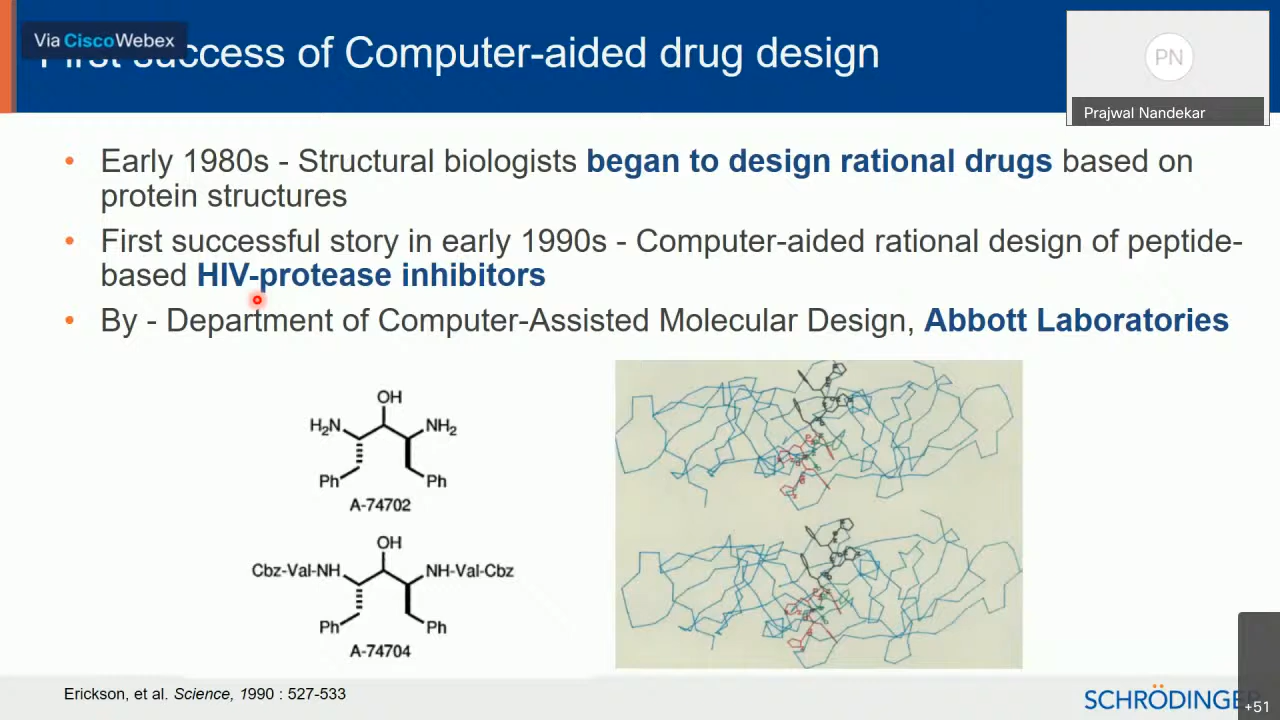 Via CiscoWebex
First success of Computer-aided drug design
PN
Prajwal Nandekar
• Early 1980s - Structural biologists began to design rational drugs based on
protein structures
• First successful story in early 1990s - Computer-aided rational design of peptide-
based HIV-protease inhibitors
• By - Department of Computer-Assisted Molecular Design, Abbott Laboratories
OH
H₂N NH₂
Ph Ph
A-74702
OH
Cbz-Val-NH NH-Val-Cbz
Ph Ph
A-74704
Erickson, et al. Science, 1990 : 527-533
SCHRÖDINGER
+51